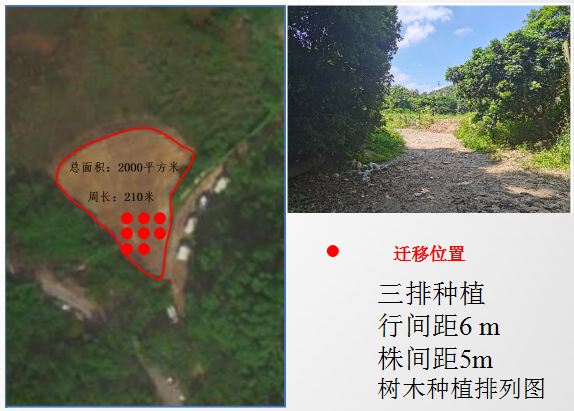 总面积：2000平方米
周长：210米
迁移位置
三排种植
行间距6 m
株间距5m
树木种植排列图